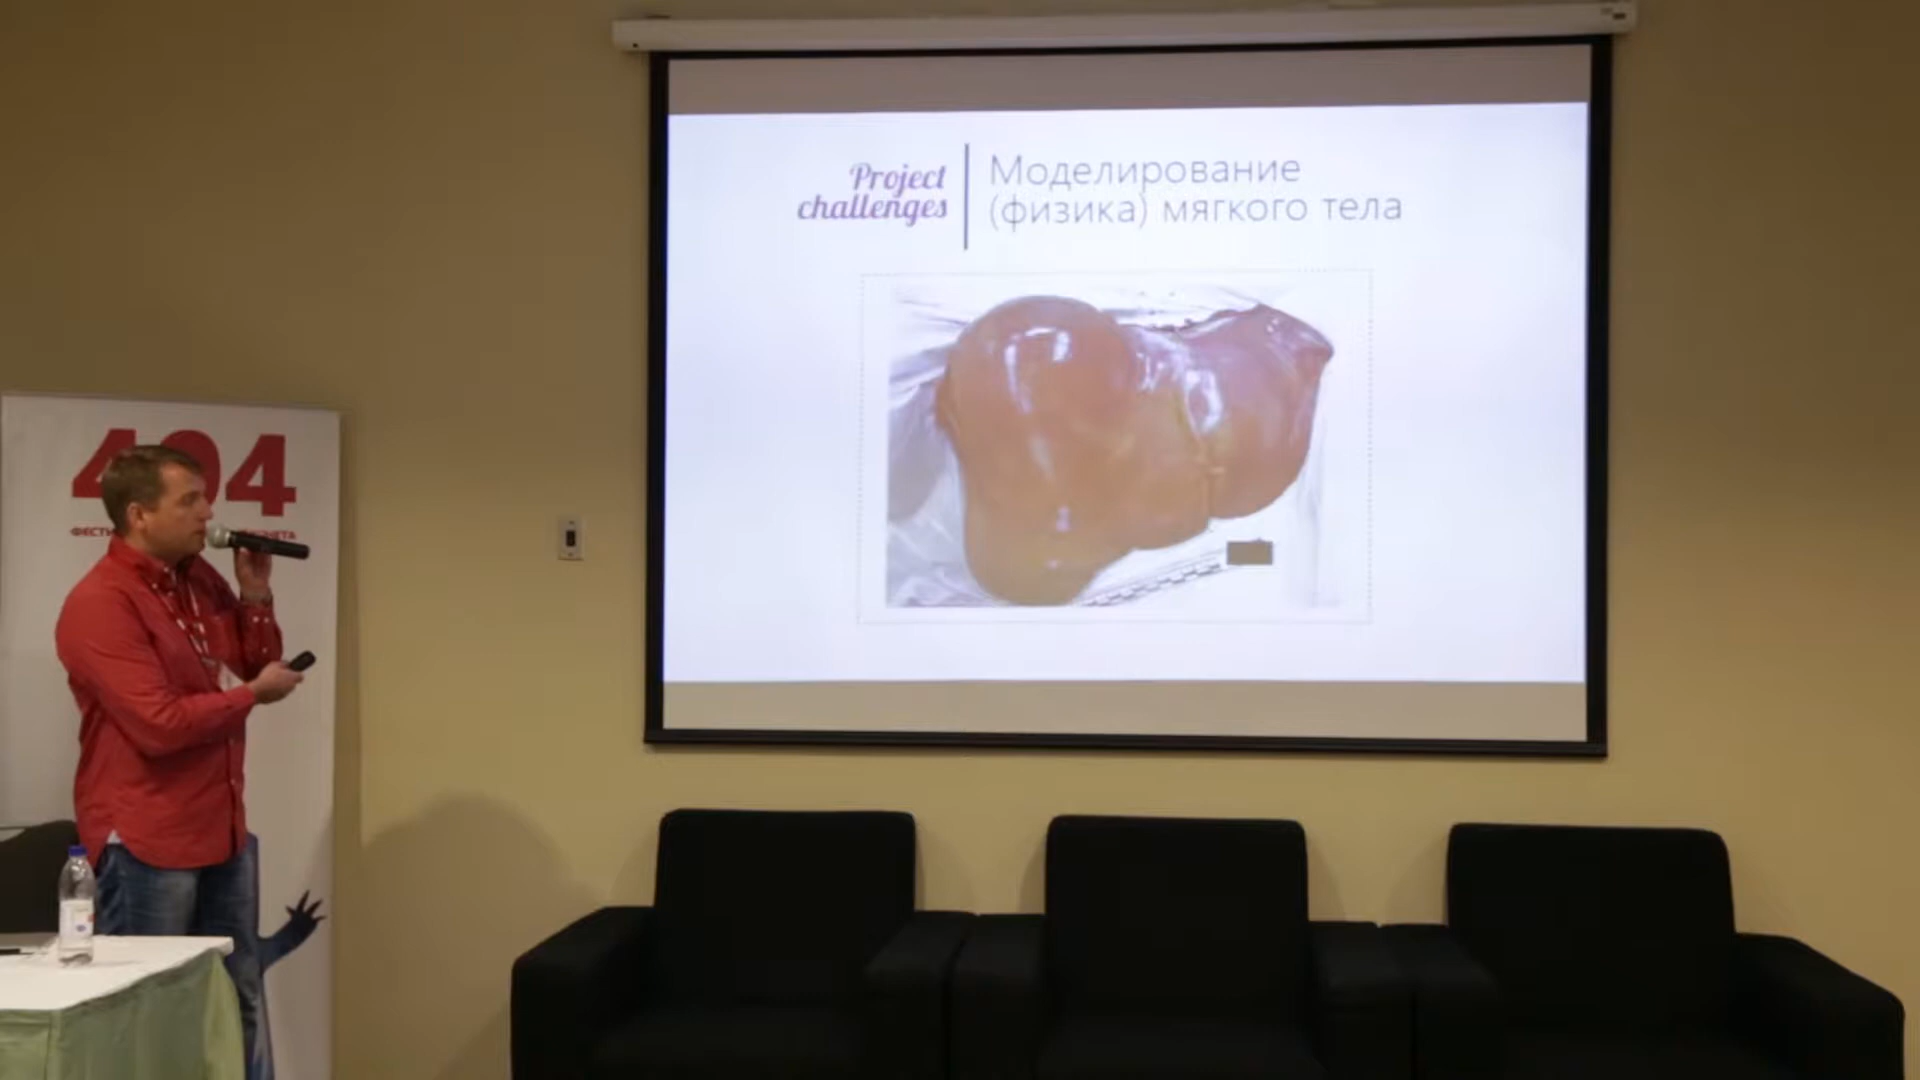 Project
challenges
Моделирование
(физика) мягкого тела
404